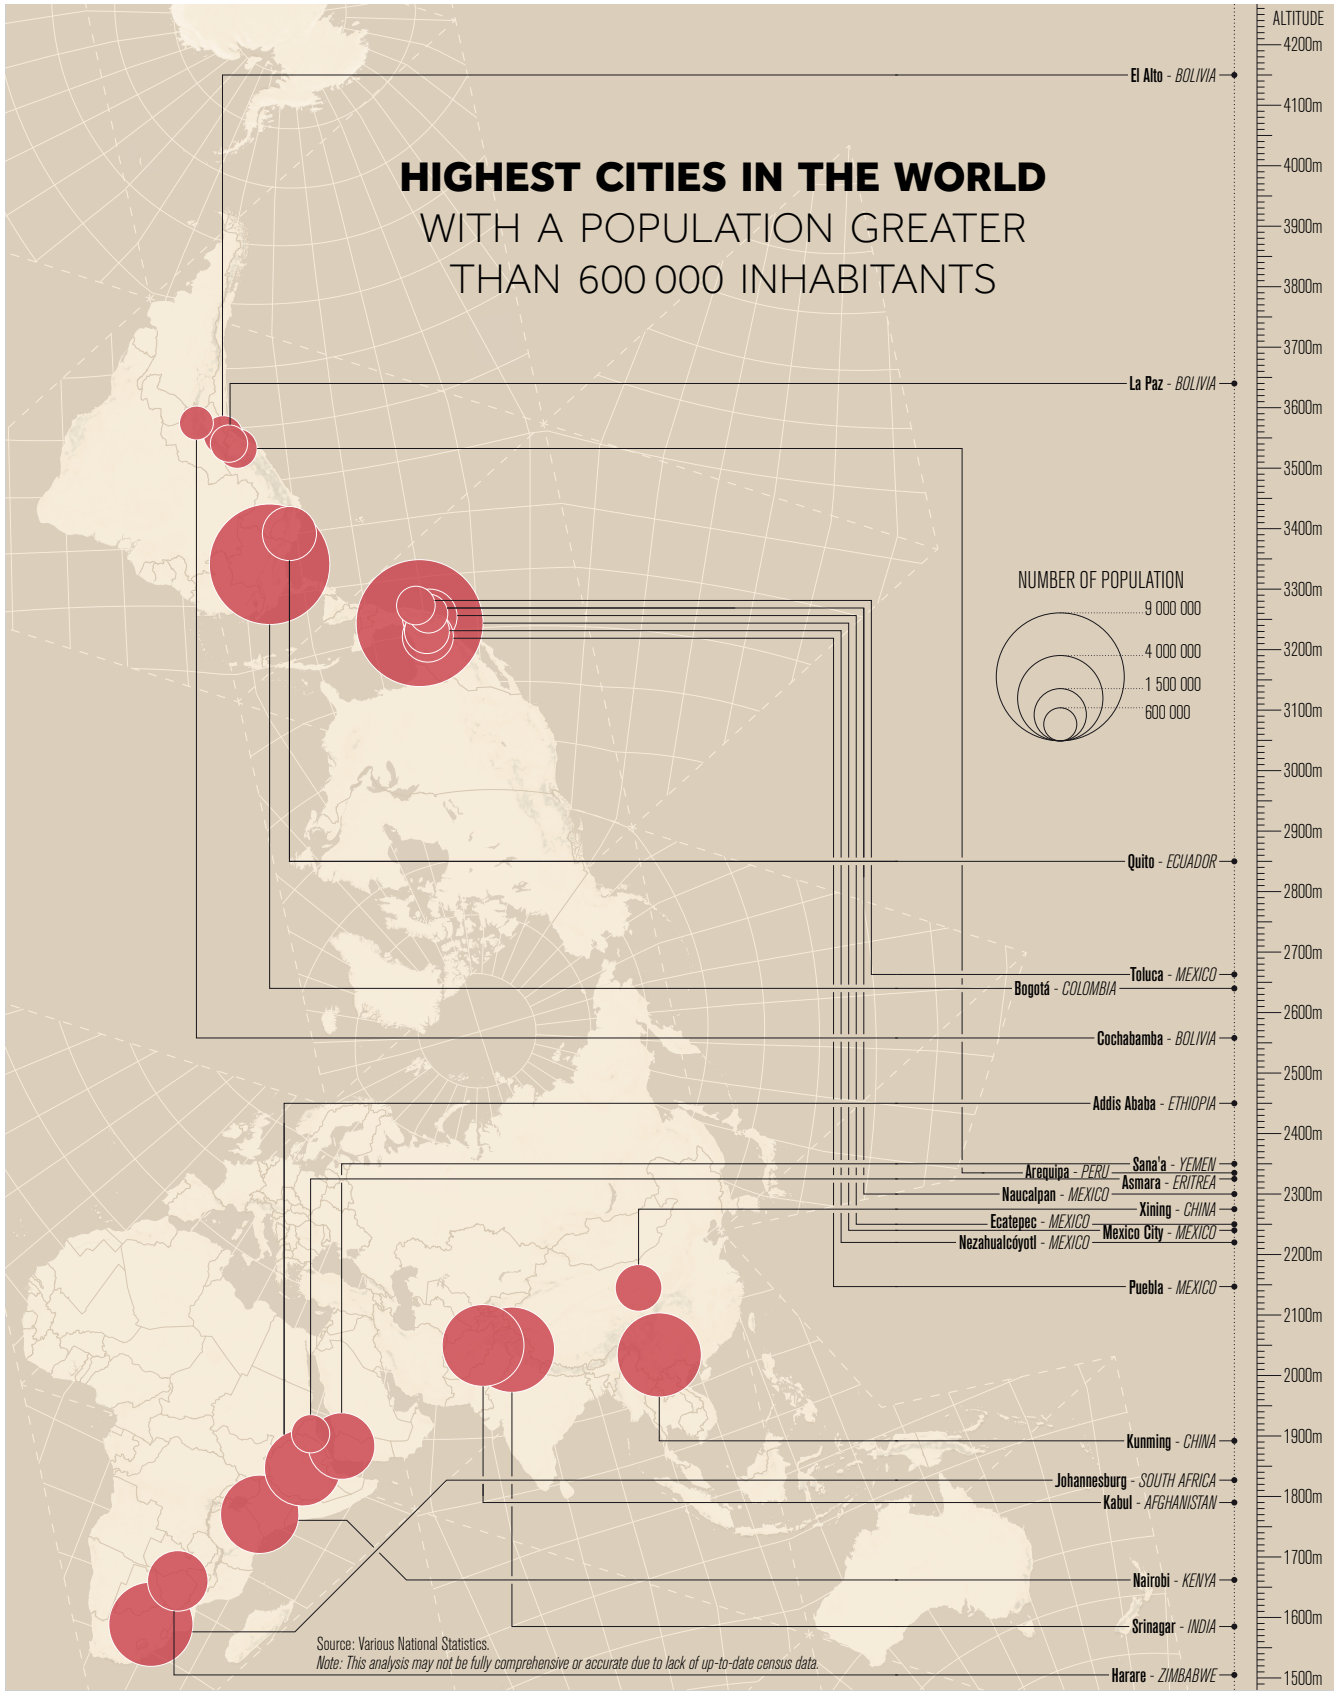 ALTITUDE
4200m
El Alto - BOLIVIA
4100m
HIGHEST CITIES IN THE WORLD
WITH A POPULATION GREATER
THAN 600 000 INHABITANTS
4000m
3900m
3800m
3700m
La Paz - BOLIVIA
3600m
3500m
3400m
NUMBER OF POPULATION
9 000 000
4 000 000
1 500 000
600 000
3300m
3200m
3100m
3000m
2900m
Quito - ECUADOR
2800m
2700m
Toluca - MEXICO
Bogotá - COLOMBIA
2600m
Cochabamba - BOLIVIA
2500m
Addis Ababa - ETHIOPIA
2400m
Sana'a - YEMEN
Arequipa - PERU
Asmara - ERITREA
Naucalpan - MEXICO
2300m
Xining - CHINA
Ecatepec - MEXICO
Mexico City - MEXICO
Nezahualcóyotl - MEXICO
2200m
Puebla - MEXICO
2100m
2000m
1900m
Kunming - CHINA
Johannesburg - SOUTH AFRICA
1800m
Kabul - AFGHANISTAN
1700m
Nairobi - KENYA
1600m
Srinagar - INDIA
Harare - ZIMBABWE
1500m
Source: Various National Statistics.
Note: This analysis may not be fully comprehensive or accurate due to lack of up-to-date census data.